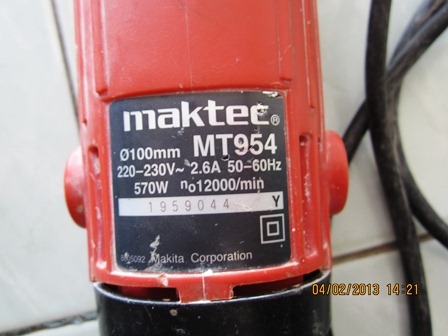 maktec®
Ø100mm MT954
220-230V~ 2.6A 50-60Hz
570W n₀12000/min
1959044 Y
Makita Corporation
04/02/2013 14:21